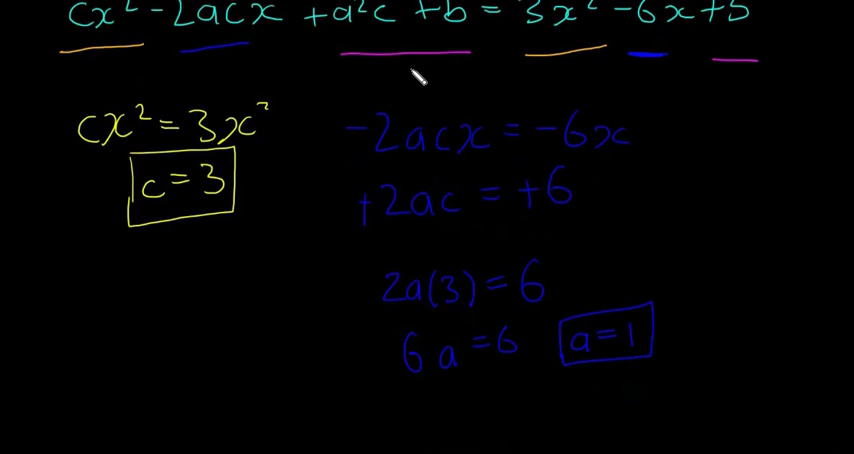 cx² - 2acx + a²c + b = 3x² - 6x + 5
cx² = 3x²
c = 3
-2acx = -6x
+2ac = +6
2a(3) = 6
6a = 6
a = 1